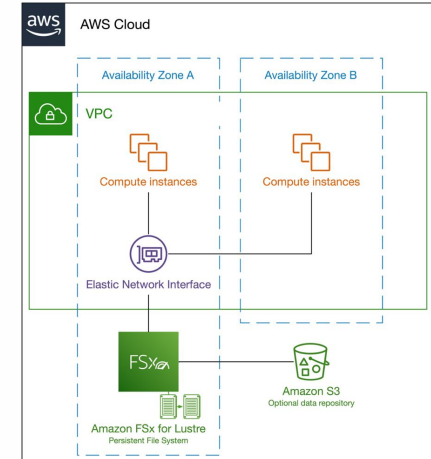 aws
AWS Cloud
Availability Zone A
Availability Zone B
VPC
Compute instances
Compute instances
Elastic Network Interface
FSx
Amazon S3
Optional data repository
Amazon FSx for Lustre
Persistent File System